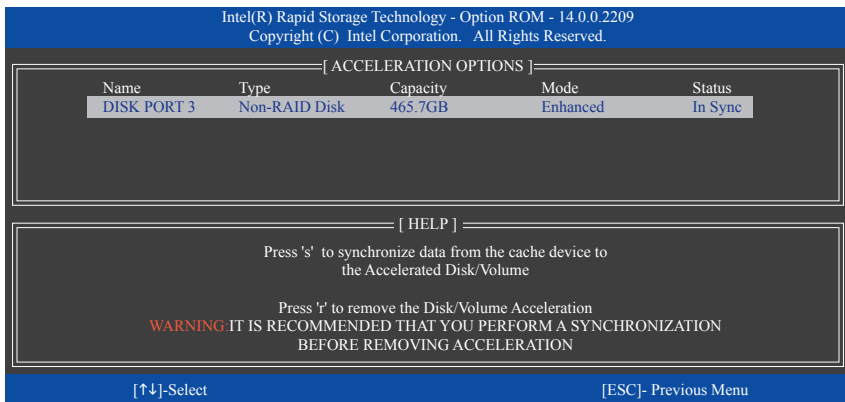 Intel(R) Rapid Storage Technology - Option ROM - 14.0.0.2209
Copyright (C) Intel Corporation. All Rights Reserved.
[ ACCELERATION OPTIONS ]
Name Type Capacity Mode Status
DISK PORT 3 Non-RAID Disk 465.7GB Enhanced In Sync
[ HELP ]
Press 's' to synchronize data from the cache device to
the Accelerated Disk/Volume
Press 'r' to remove the Disk/Volume Acceleration
WARNING:IT IS RECOMMENDED THAT YOU PERFORM A SYNCHRONIZATION
BEFORE REMOVING ACCELERATION
[↑↓]-Select [ESC]- Previous Menu